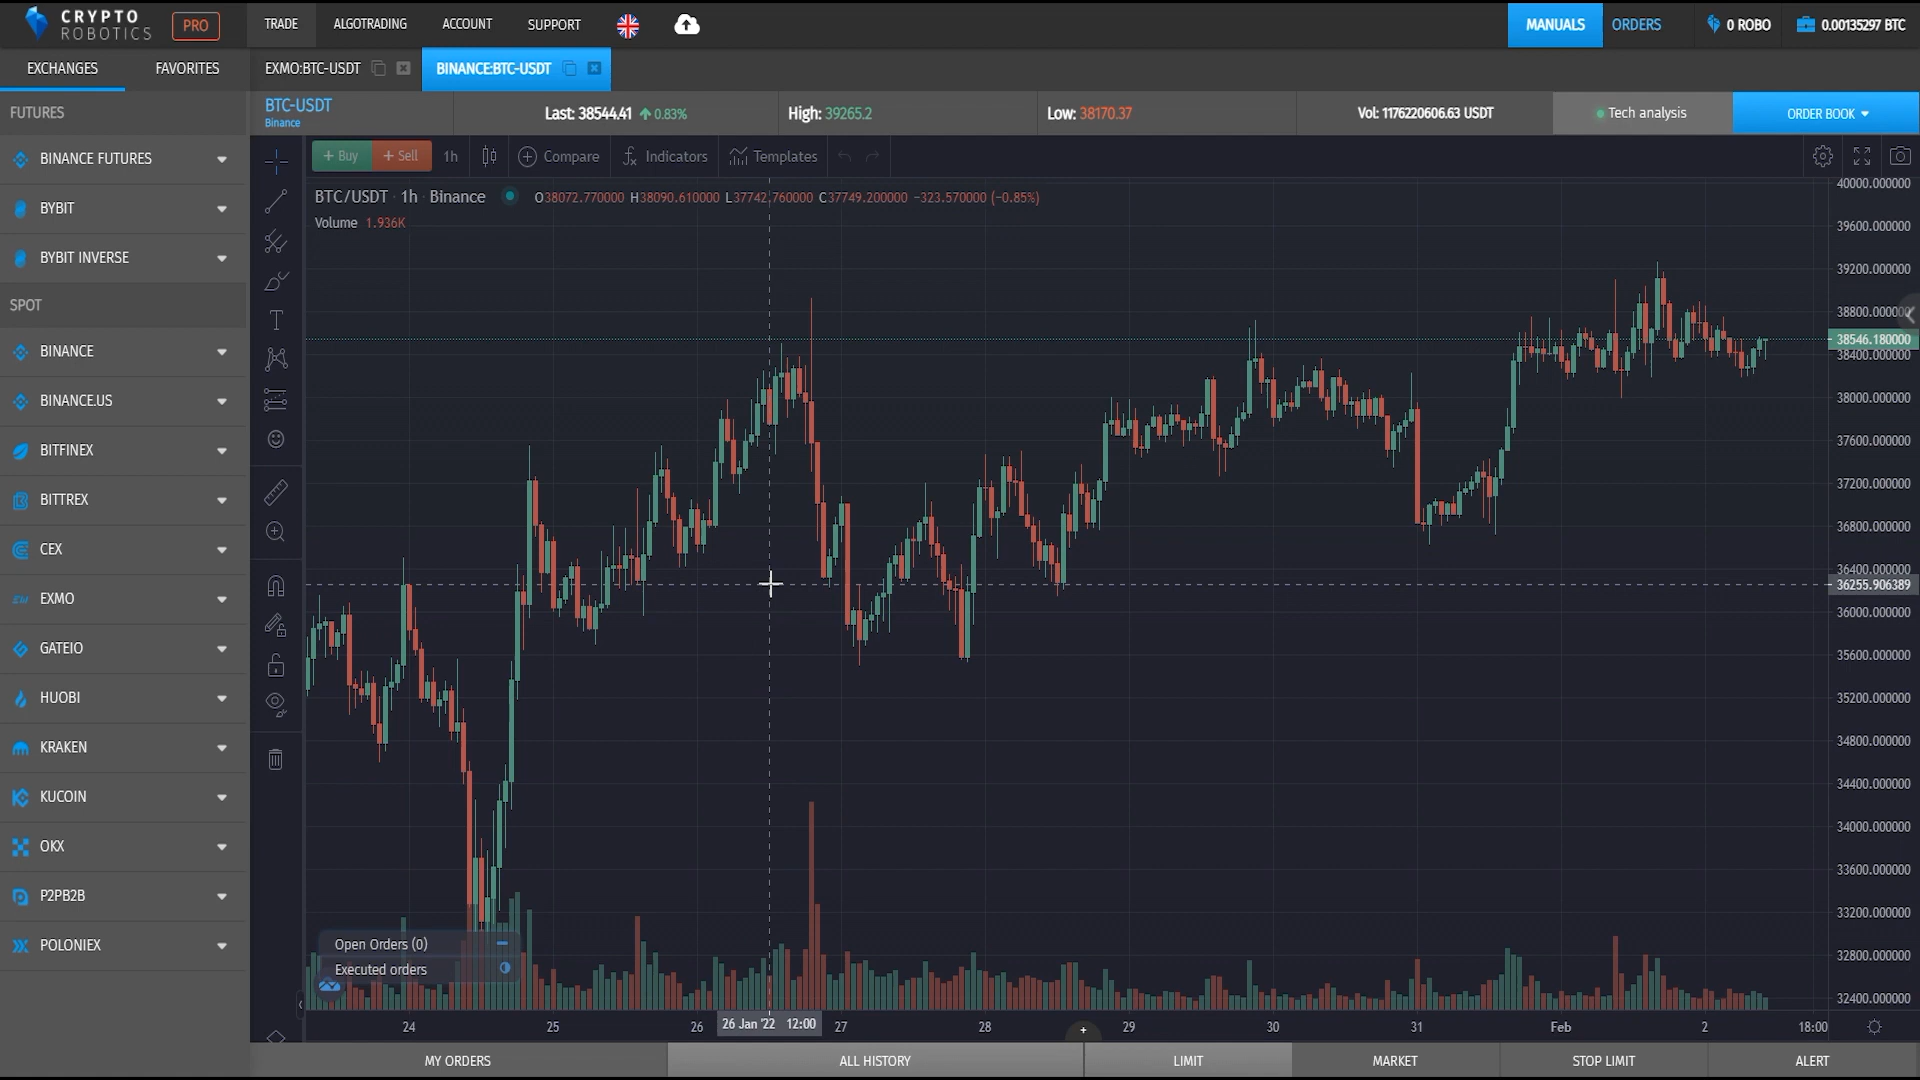 CRYPTO
ROBOTICS
PRO
TRADE
ALGOTRADING
ACCOUNT
SUPPORT
MANUALS
ORDERS
0 ROBO
0.00135297 BTC
EXCHANGES
FAVORITES
EXMO:BTC-USDT
BINANCE:BTC-USDT
FUTURES
BTC-USDT
Binance
Last: 38544.41 0.83%
High: 39265.2
Low: 38170.37
Vol: 1176220606.63 USDT
Tech analysis
ORDER BOOK
BINANCE FUTURES
BYBIT
BYBIT INVERSE
SPOT
BINANCE
BINANCE.US
BITFINEX
BITTREX
CEX
EXMO
GATEIO
HUOBI
KRAKEN
KUCOIN
OKX
P2PB2B
POLONIEX
+ Buy
+ Sell
1h
Compare
Indicators
Templates
BTC/USDT · 1h · Binance
O38072.770000 H38090.610000 L37742.760000 C37749.200000 −323.570000 (−0.85%)
Volume 1.936K
40000.000000
39600.000000
39200.000000
38800.000000
38546.180000
38400.000000
38000.000000
37600.000000
37200.000000
36800.000000
36400.000000
36255.906389
36000.000000
35600.000000
35200.000000
34800.000000
34400.000000
34000.000000
33600.000000
33200.000000
32800.000000
32400.000000
Open Orders (0)
Executed orders
24
25
26
26 Jan '22 12:00
27
28
29
30
31
Feb
2
18:00
MY ORDERS
ALL HISTORY
LIMIT
MARKET
STOP LIMIT
ALERT